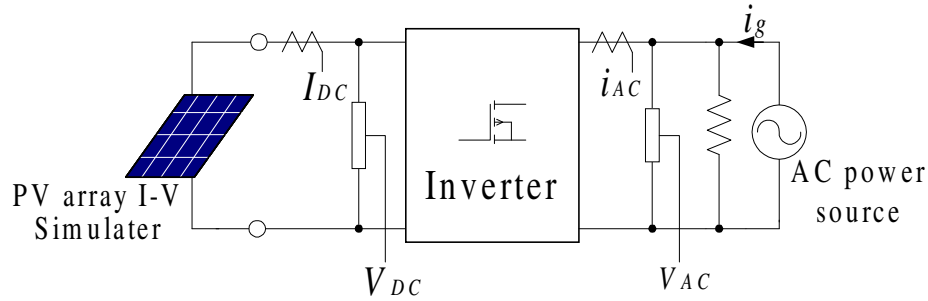 i_g
I_DC
i_AC
PV array I-V
Simulater
Inverter
AC power
source
V_DC
V_AC